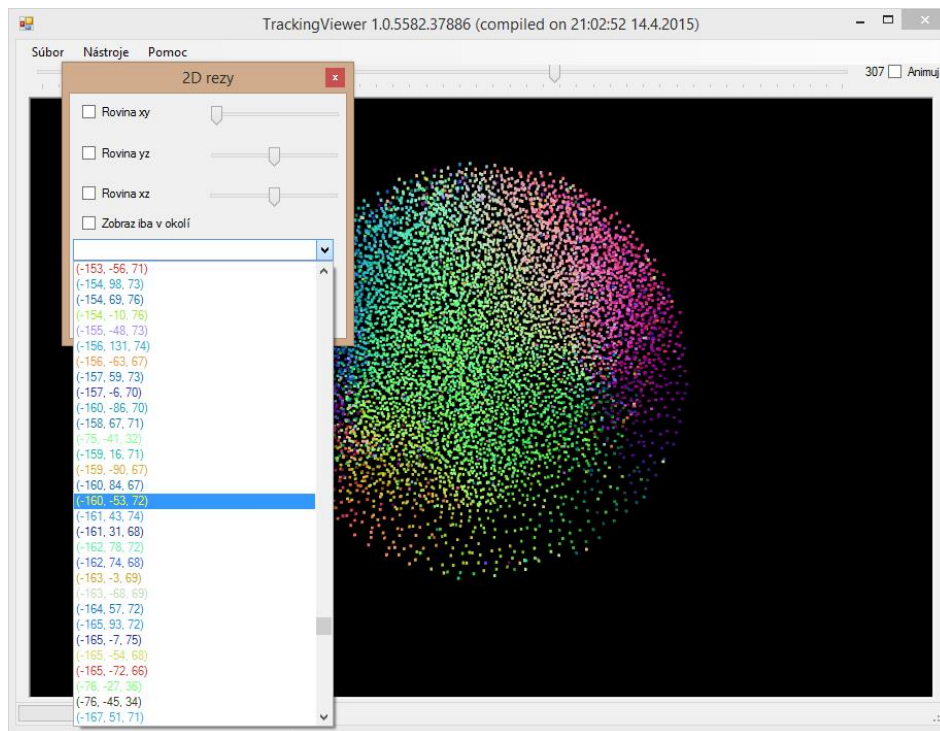 TrackingViewer 1.0.5582.37886 (compiled on 21:02:52 14.4.2015)
Súbor Nástroje Pomoc
307 Animuj
2D rezy
Rovina xy
Rovina yz
Rovina xz
Zobraz iba v okolí
(-153, -56, 71)
(-154, 98, 73)
(-154, 69, 76)
(-154, -10, 76)
(-155, -48, 73)
(-156, 131, 74)
(-156, -63, 67)
(-157, 59, 73)
(-157, -6, 70)
(-160, -86, 70)
(-158, 67, 71)
(-75, -41, 32)
(-159, 16, 71)
(-159, -90, 67)
(-160, 84, 67)
(-160, -53, 72)
(-161, 43, 74)
(-161, 31, 68)
(-162, 78, 72)
(-162, 74, 68)
(-163, -3, 69)
(-163, -68, 69)
(-164, 57, 72)
(-165, 93, 72)
(-165, -7, 75)
(-165, -54, 68)
(-165, -72, 66)
(-76, -27, 36)
(-76, -45, 34)
(-167, 51, 71)